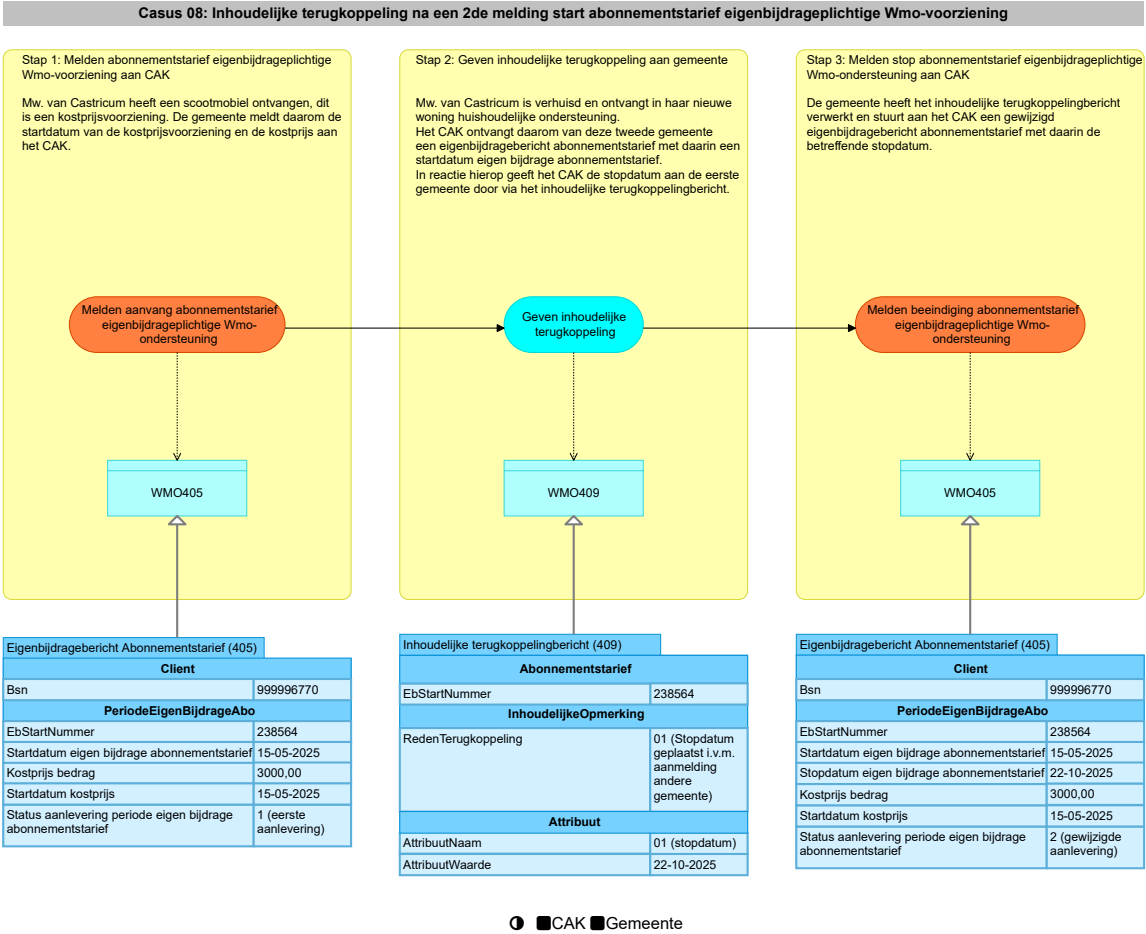 Casus 08: Inhoudelijke terugkoppeling na een 2de melding start abonnementstarief eigenbijdrageplichtige Wmo-voorziening
Stap 1: Melden abonnementstarief eigenbijdrageplichtige
Wmo-voorziening aan CAK
Mw. van Castricum heeft een scootmobiel ontvangen, dit
is een kostprijsvoorziening. De gemeente meldt daarom de
startdatum van de kostprijsvoorziening en de kostprijs aan
het CAK.
Melden aanvang abonnementstarief
eigenbijdrageplichtige Wmo-
ondersteuning
WMO405
Stap 2: Geven inhoudelijke terugkoppeling aan gemeente
Mw. van Castricum is verhuisd en ontvangt in haar nieuwe
woning huishoudelijke ondersteuning.
Het CAK ontvangt daarom van deze tweede gemeente
een eigenbijdragebericht abonnementstarief met daarin een
startdatum eigen bijdrage abonnementstarief.
In reactie hierop geeft het CAK de stopdatum aan de eerste
gemeente door via het inhoudelijke terugkoppelingbericht.
Geven inhoudelijke
terugkoppeling
WMO409
Stap 3: Melden stop abonnementstarief eigenbijdrageplichtige
Wmo-ondersteuning aan CAK
De gemeente heeft het inhoudelijke terugkoppelingbericht
verwerkt en stuurt aan het CAK een gewijzigd
eigenbijdragebericht abonnementstarief met daarin de
betreffende stopdatum.
Melden beeindiging abonnementstarief
eigenbijdrageplichtige Wmo-
ondersteuning
WMO405
Eigenbijdragebericht Abonnementstarief (405)
Client
Bsn 999996770
PeriodeEigenBijdrageAbo
EbStartNummer 238564
Startdatum eigen bijdrage abonnementstarief 15-05-2025
Kostprijs bedrag 3000,00
Startdatum kostprijs 15-05-2025
Status aanlevering periode eigen bijdrage 1 (eerste
abonnementstarief aanlevering)
Inhoudelijke terugkoppelingbericht (409)
Abonnementstarief
EbStartNummer 238564
InhoudelijkeOpmerking
RedenTerugkoppeling 01 (Stopdatum
geplaatst i.v.m.
aanmelding
andere
gemeente)
Attribuut
AttribuutNaam 01 (stopdatum)
AttribuutWaarde 22-10-2025
Eigenbijdragebericht Abonnementstarief (405)
Client
Bsn 999996770
PeriodeEigenBijdrageAbo
EbStartNummer 238564
Startdatum eigen bijdrage abonnementstarief 15-05-2025
Stopdatum eigen bijdrage abonnementstarief 22-10-2025
Kostprijs bedrag 3000,00
Startdatum kostprijs 15-05-2025
Status aanlevering periode eigen bijdrage 2 (gewijzigde
abonnementstarief aanlevering)
CAK Gemeente